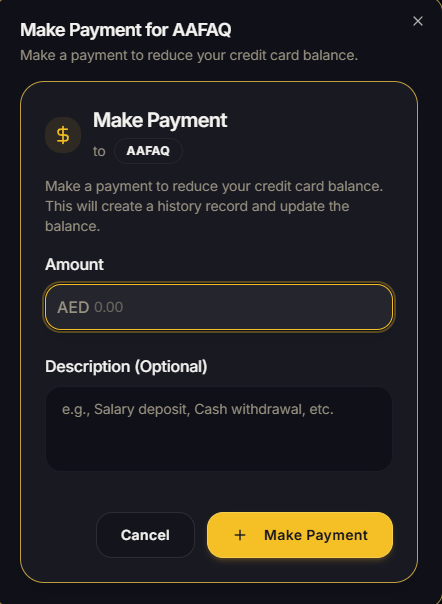 Make Payment for AAFAQ
Make a payment to reduce your credit card balance.
$
Make Payment
to AAFAQ
Make a payment to reduce your credit card balance.
This will create a history record and update the
balance.
Amount
AED 0.00
Description (Optional)
e.g., Salary deposit, Cash withdrawal, etc.
Cancel
+ Make Payment